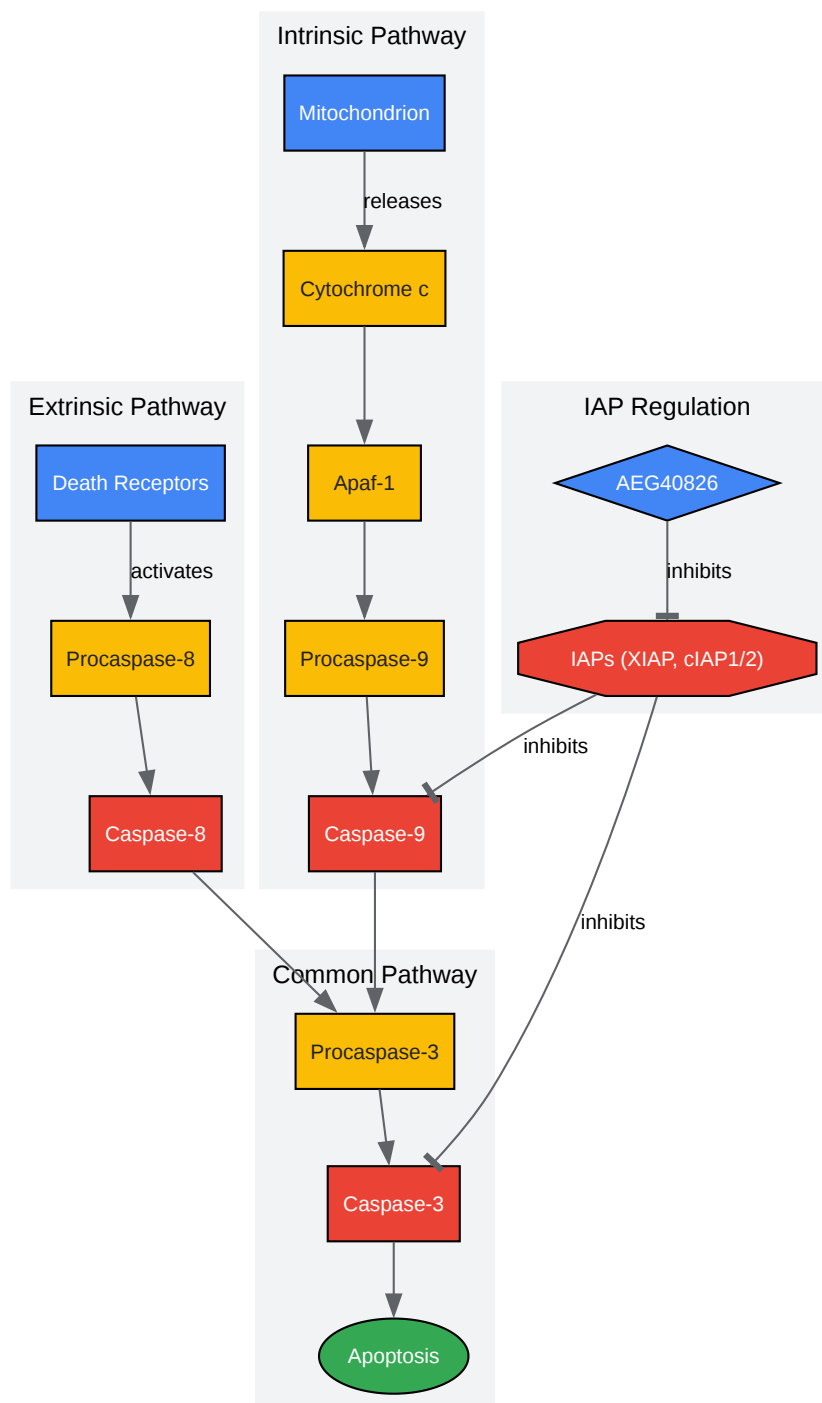 Intrinsic Pathway
Mitochondrion
releases
Cytochrome c
Extrinsic Pathway
Death Receptors
activates
Procaspase-8
Caspase-8
Apaf-1
Procaspase-9
Caspase-9
IAP Regulation
AEG40826
inhibits
IAPs (XIAP, cIAP1/2)
inhibits
inhibits
Common Pathway
Procaspase-3
Caspase-3
Apoptosis